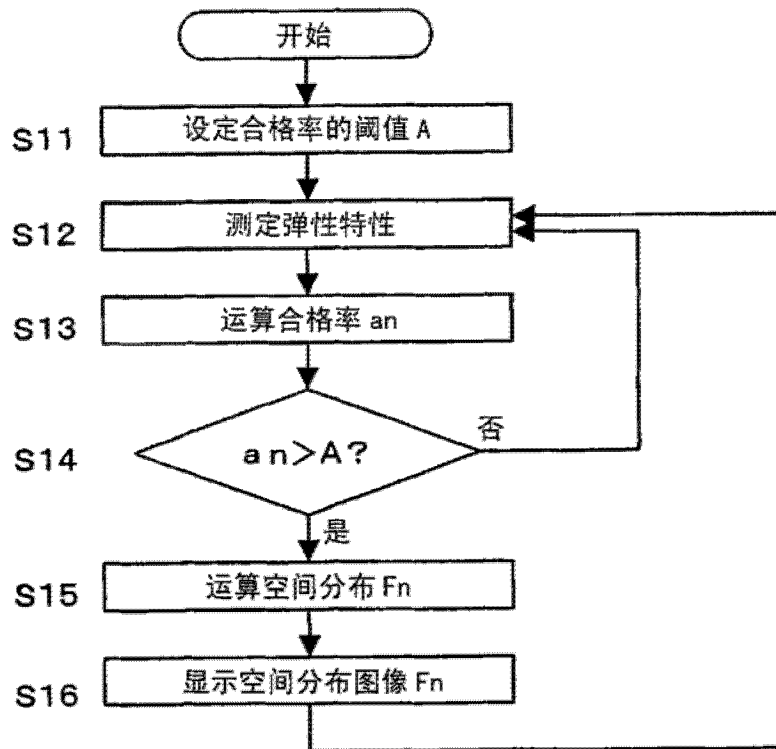 开始
S11 设定合格率的阈值 A
S12 测定弹性特性
S13 运算合格率 an
S14 an>A?
否
是
S15 运算空间分布 Fn
S16 显示空间分布图像 Fn